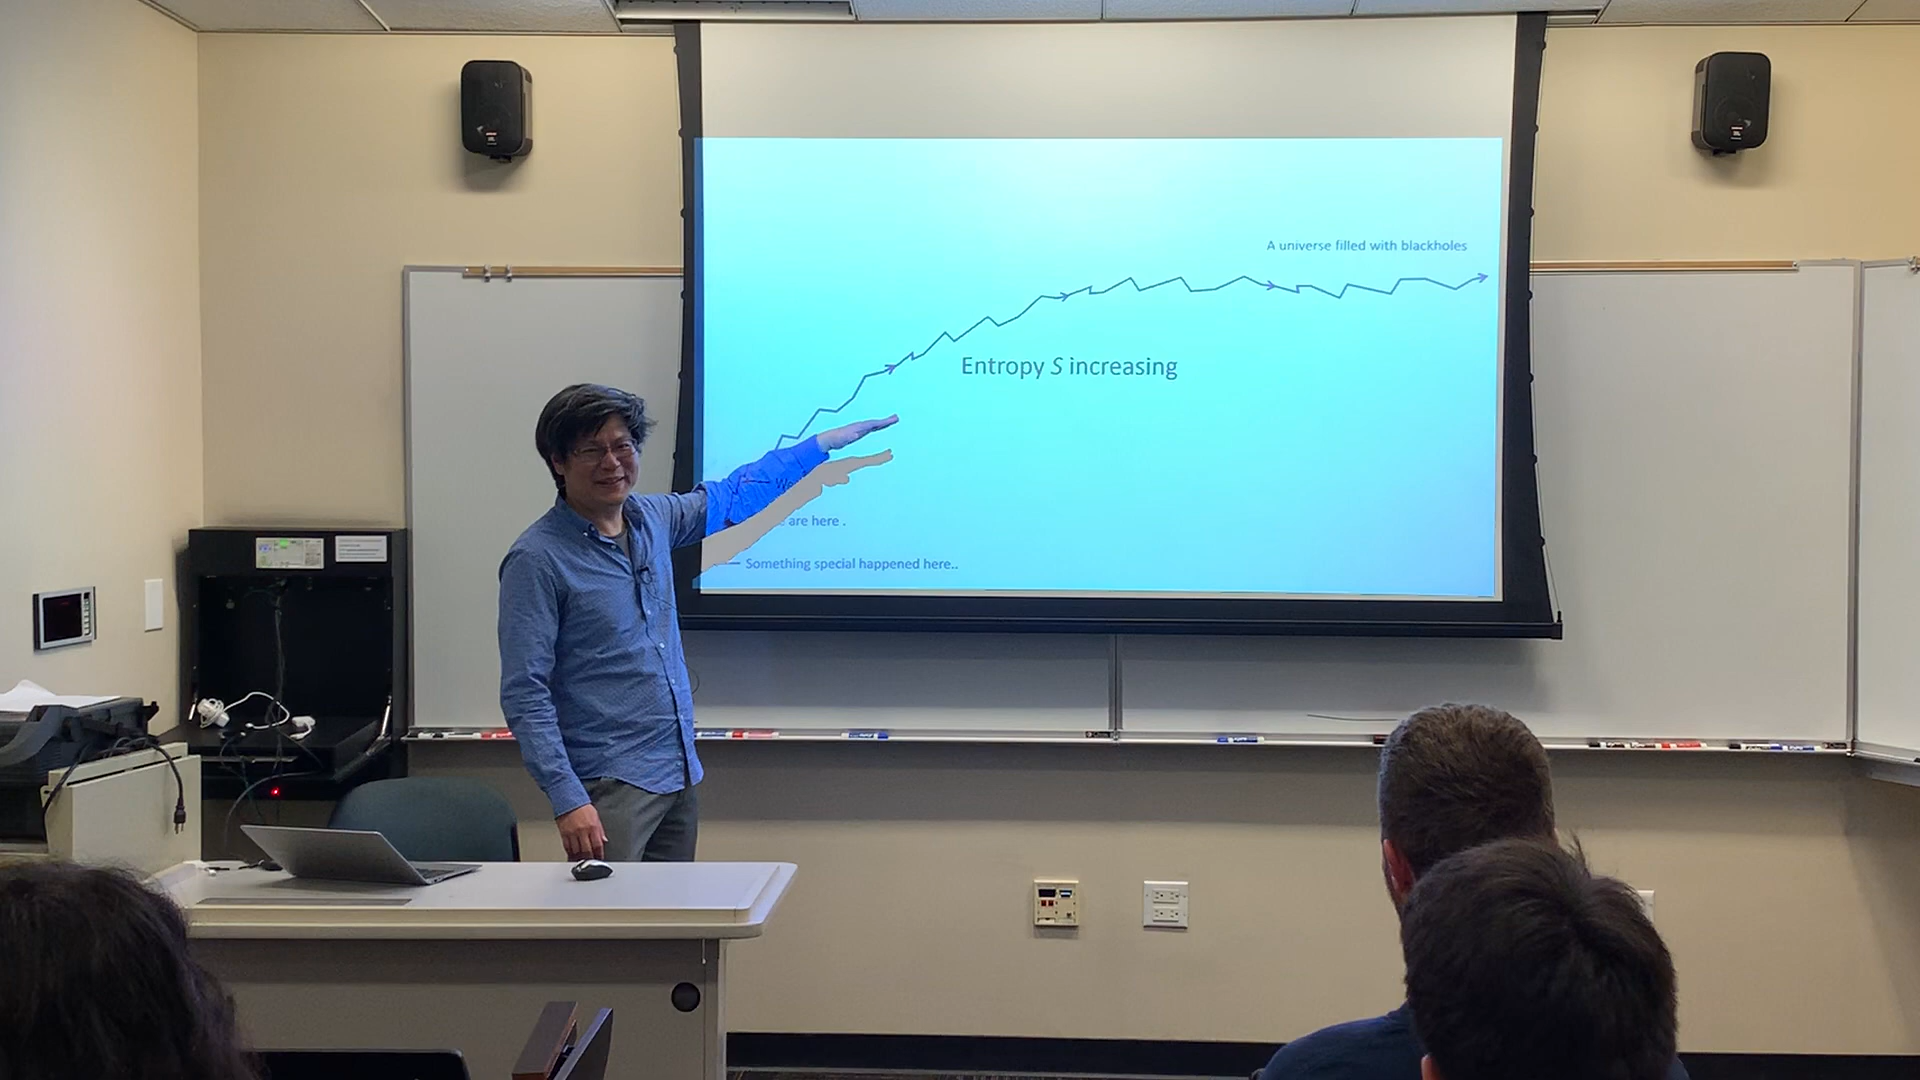 A universe filled with blackholes
Entropy S increasing
are here .
Something special happened here..